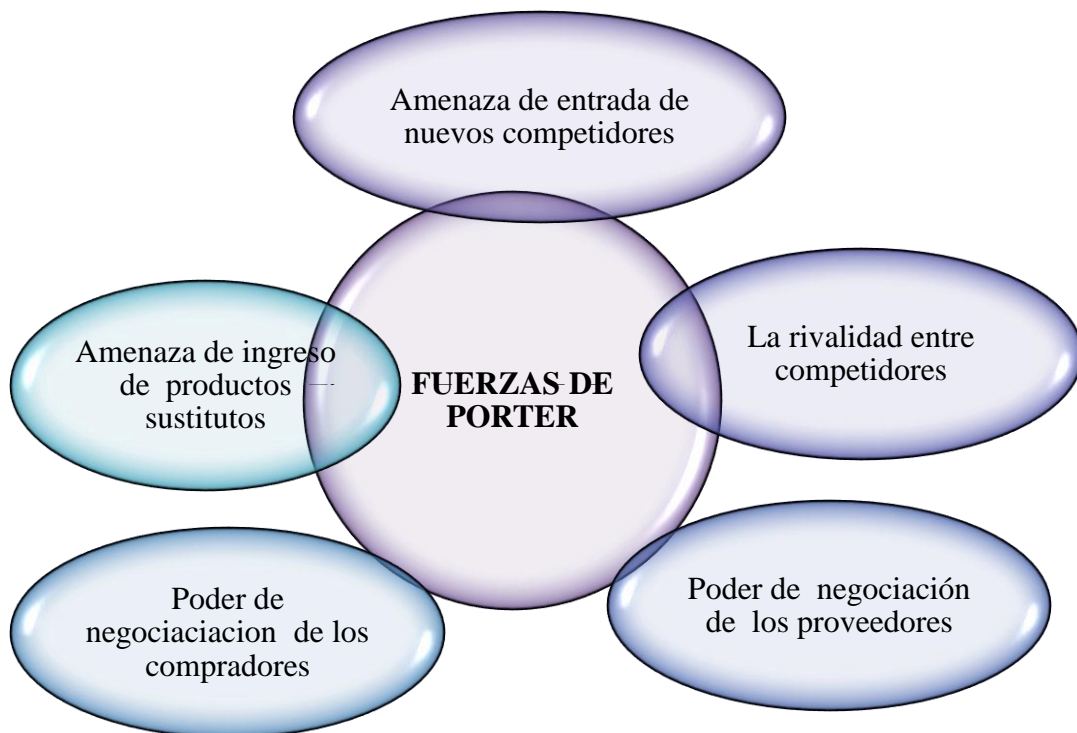 Amenaza de entrada de
nuevos competidores
La rivalidad entre
competidores
Amenaza de ingreso
de productos
sustitutos
FUERZAS DE
PORTER
Poder de negociación
de los proveedores
Poder de
negociaciacion de los
compradores